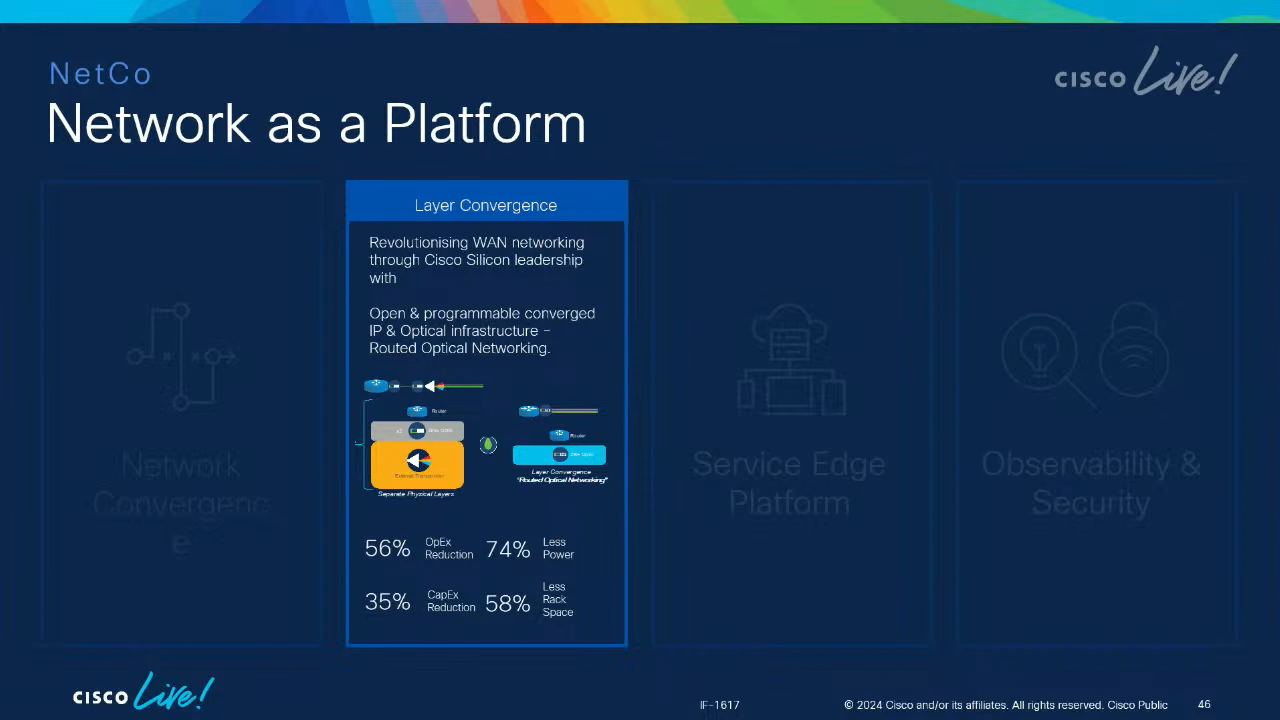 NetCo
CISCO Live!
Network as a Platform
Layer Convergence
Revolutionising WAN networking
through Cisco Silicon leadership
with
Open & programmable converged
IP & Optical infrastructure –
Routed Optical Networking.
Router
x2
Separate Physical Layers
Router
Layer Convergence
"Routed Optical Networking"
56%
OpEx
Reduction
74%
Less
Power
35%
CapEx
Reduction
58%
Less
Rack
Space
Network
Convergenc
e
Service Edge
Platform
Observability &
Security
CISCO Live!
IF-1617
© 2024 Cisco and/or its affiliates. All rights reserved. Cisco Public
46